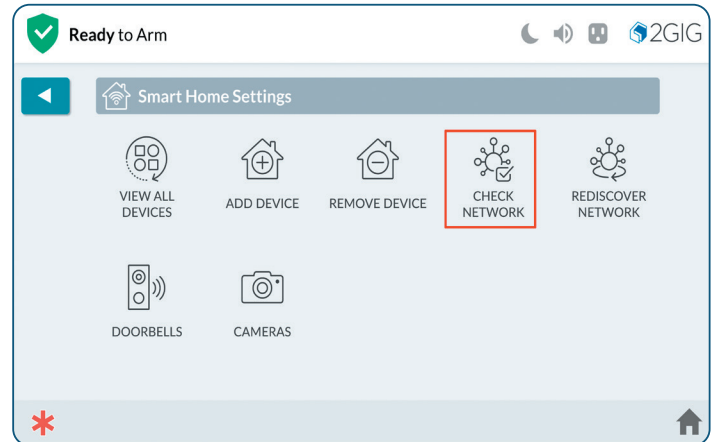 Ready to Arm
2GIG
Smart Home Settings
VIEW ALL
DEVICES
ADD DEVICE
REMOVE DEVICE
CHECK
NETWORK
REDISCOVER
NETWORK
DOORBELLS
CAMERAS